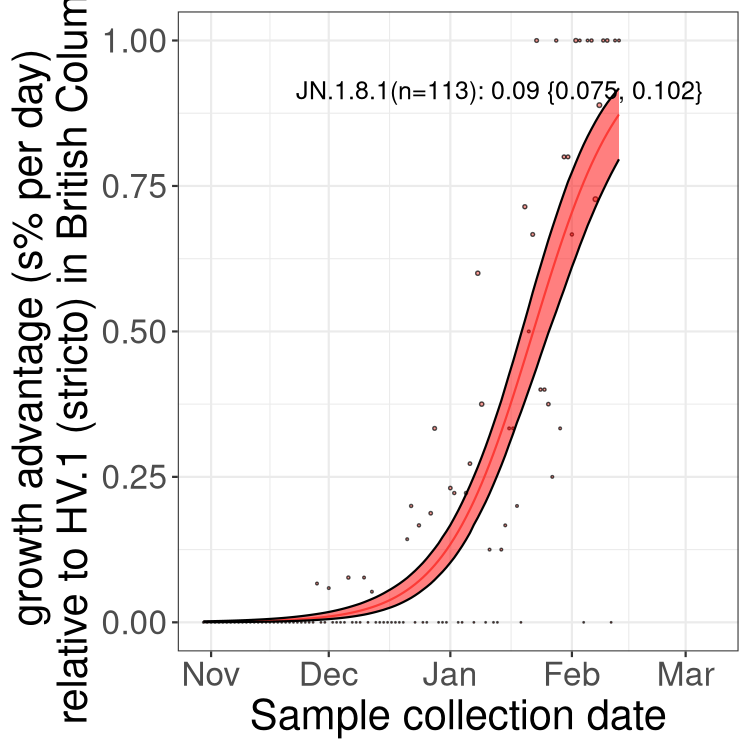 growth advantage (s% per day)
relative to HV.1 (stricto) in British Colum
1.00
0.75
0.50
0.25
0.00
JN.1.8.1(n=113): 0.09 {0.075, 0.102}
Nov Dec Jan Feb Mar
Sample collection date